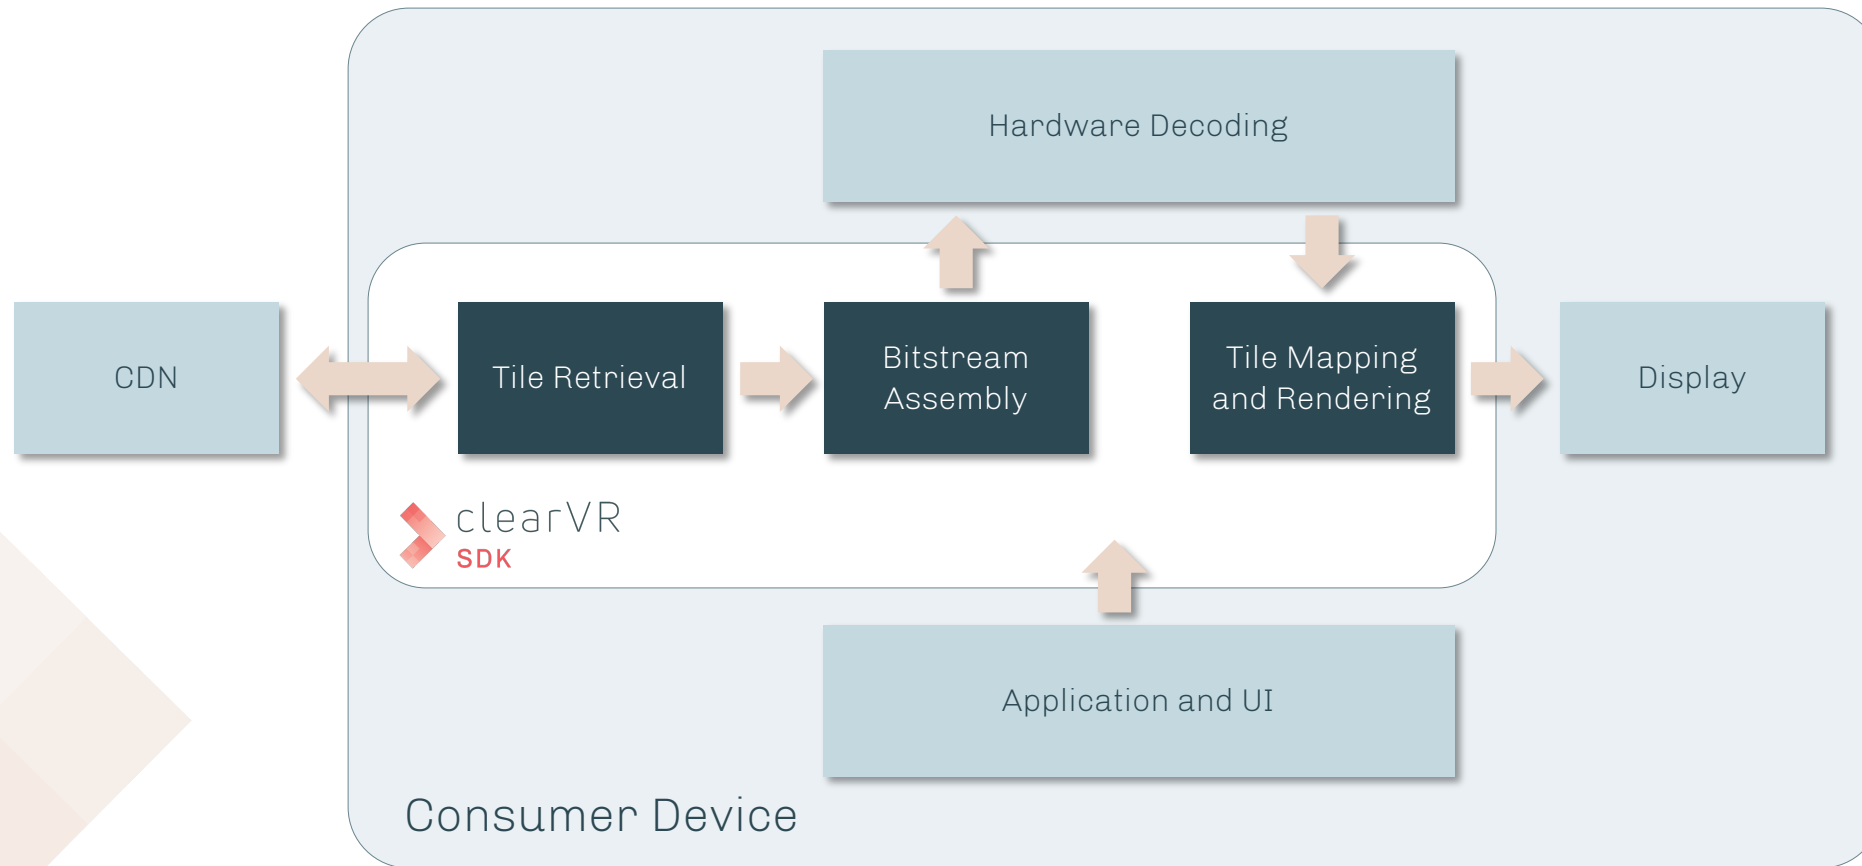 Hardware Decoding
CDN
Tile Retrieval
Bitstream
Assembly
Tile Mapping
and Rendering
Display
clearVR
SDK
Application and UI
Consumer Device